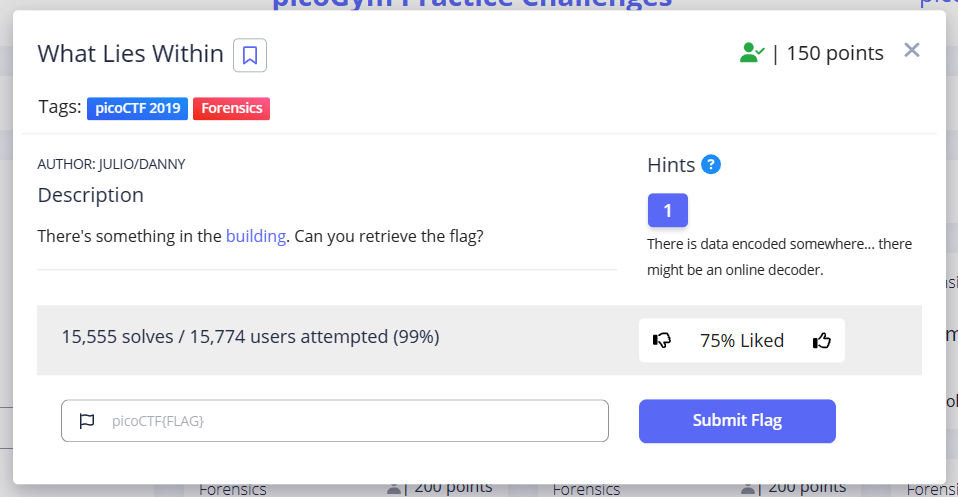 picoGym Practice Challenges
What Lies Within
| 150 points
Tags: picoCTF 2019 Forensics
AUTHOR: JULIO/DANNY
Description
There's something in the building. Can you retrieve the flag?
Hints ?
1
There is data encoded somewhere... there
might be an online decoder.
15,555 solves / 15,774 users attempted (99%)
75% Liked
picoCTF{FLAG}
Submit Flag
Forensics
| 200 points
Forensics
| 200 points
Forensics